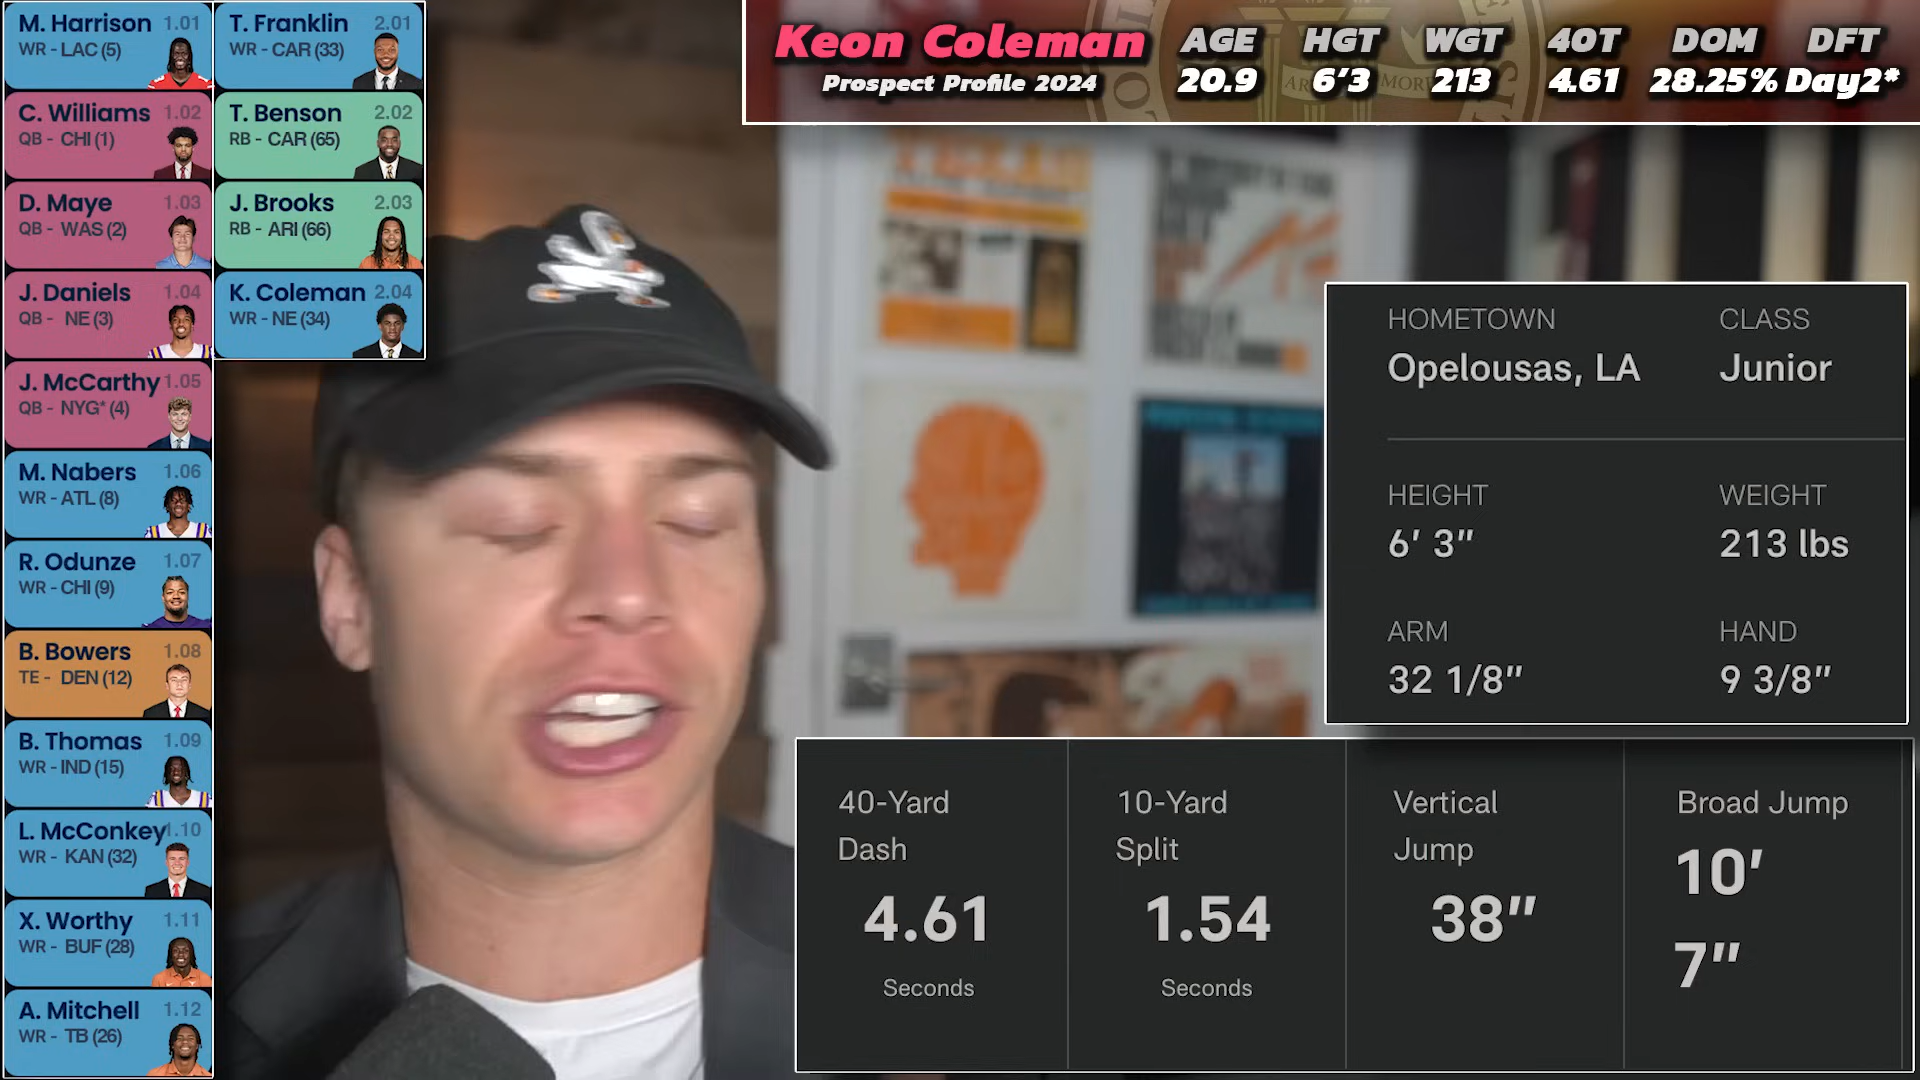 M. Harrison 1.01
WR - LAC (5)
C. Williams 1.02
QB - CHI (1)
D. Maye 1.03
QB - WAS (2)
J. Daniels 1.04
QB - NE (3)
J. McCarthy 1.05
QB - NYG* (4)
M. Nabers 1.06
WR - ATL (8)
R. Odunze 1.07
WR - CHI (9)
B. Bowers 1.08
TE - DEN (12)
B. Thomas 1.09
WR - IND (15)
L. McConkey 1.10
WR - KAN (32)
X. Worthy 1.11
WR - BUF (28)
A. Mitchell 1.12
WR - TB (26)
T. Franklin 2.01
WR - CAR (33)
T. Benson 2.02
RB - CAR (65)
J. Brooks 2.03
RB - ARI (66)
K. Coleman 2.04
WR - NE (34)
Keon Coleman
Prospect Profile 2024
AGE HGT WGT 40T DOM DFT
20.9 6'3 213 4.61 28.25% Day2*
HOMETOWN CLASS
Opelousas, LA Junior
HEIGHT WEIGHT
6' 3" 213 lbs
ARM HAND
32 1/8" 9 3/8"
40-Yard
Dash
4.61
Seconds
10-Yard
Split
1.54
Seconds
Vertical
Jump
38"
Broad Jump
10'
7"